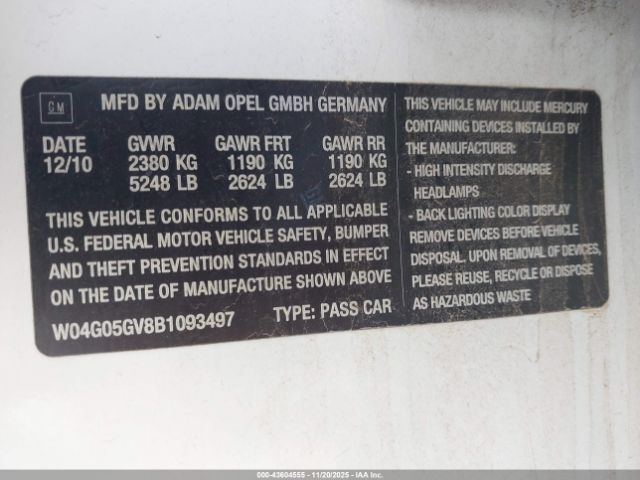 GM
MFD BY ADAM OPEL GMBH GERMANY
DATE GVWR GAWR FRT GAWR RR
12/10 2380 KG 1190 KG 1190 KG
5248 LB 2624 LB 2624 LB
THIS VEHICLE CONFORMS TO ALL APPLICABLE
U.S. FEDERAL MOTOR VEHICLE SAFETY, BUMPER
AND THEFT PREVENTION STANDARDS IN EFFECT
ON THE DATE OF MANUFACTURE SHOWN ABOVE
W04G05GV8B1093497 TYPE: PASS CAR
THIS VEHICLE MAY INCLUDE MERCURY
CONTAINING DEVICES INSTALLED BY
THE MANUFACTURER:
- HIGH INTENSITY DISCHARGE
HEADLAMPS
- BACK LIGHTING COLOR DISPLAY
REMOVE DEVICES BEFORE VEHICLE
DISPOSAL. UPON REMOVAL OF DEVICES,
PLEASE REUSE, RECYCLE OR DISPOSE
AS HAZARDOUS WASTE
000-43604555 - 11/20/2025 - IAA Inc.